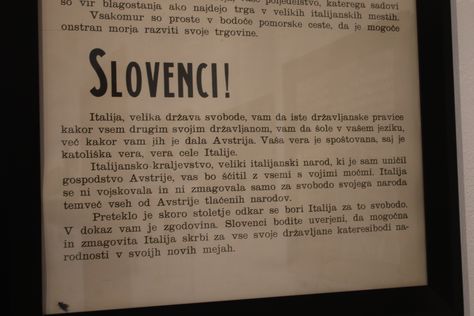 so vir blagostanja ako najdejo trga v velikih italijanskih mestih.
Vsakomur so proste v bodoče pomorske ceste, da je mogoče
onstran morja razviti svoje trgovine.
SLOVENCI!
Italija, velika država svobode, vam da iste državljanske pravice
kakor vsem drugim svojim državljanom, vam da šole v vašem jeziku,
več kakor vam jih je dala Avstrija. Vaša vera je spoštovana, saj je
katoliška vera, vera cele Italije.
Italijansko kraljevstvo, veliki italijanski narod, ki je sam uničil
gospodstvo Avstrije, vas bo ščitil z vsemi s vojimi močmi. Italija
se ni vojskovala in ni zmagovala samo za svobodo svojega naroda
temveč vseh od Avstrije tlačenih narodov.
Preteklo je skoro stoletje odkar se bori Italija za to svobodo.
V dokaz vam je zgodovina. Slovenci bodite uverjeni, da mogočna
in zmagovita Italija skrbi za vse svoje državljane kateresibodi na-
rodnosti v svoijh novih mejah.